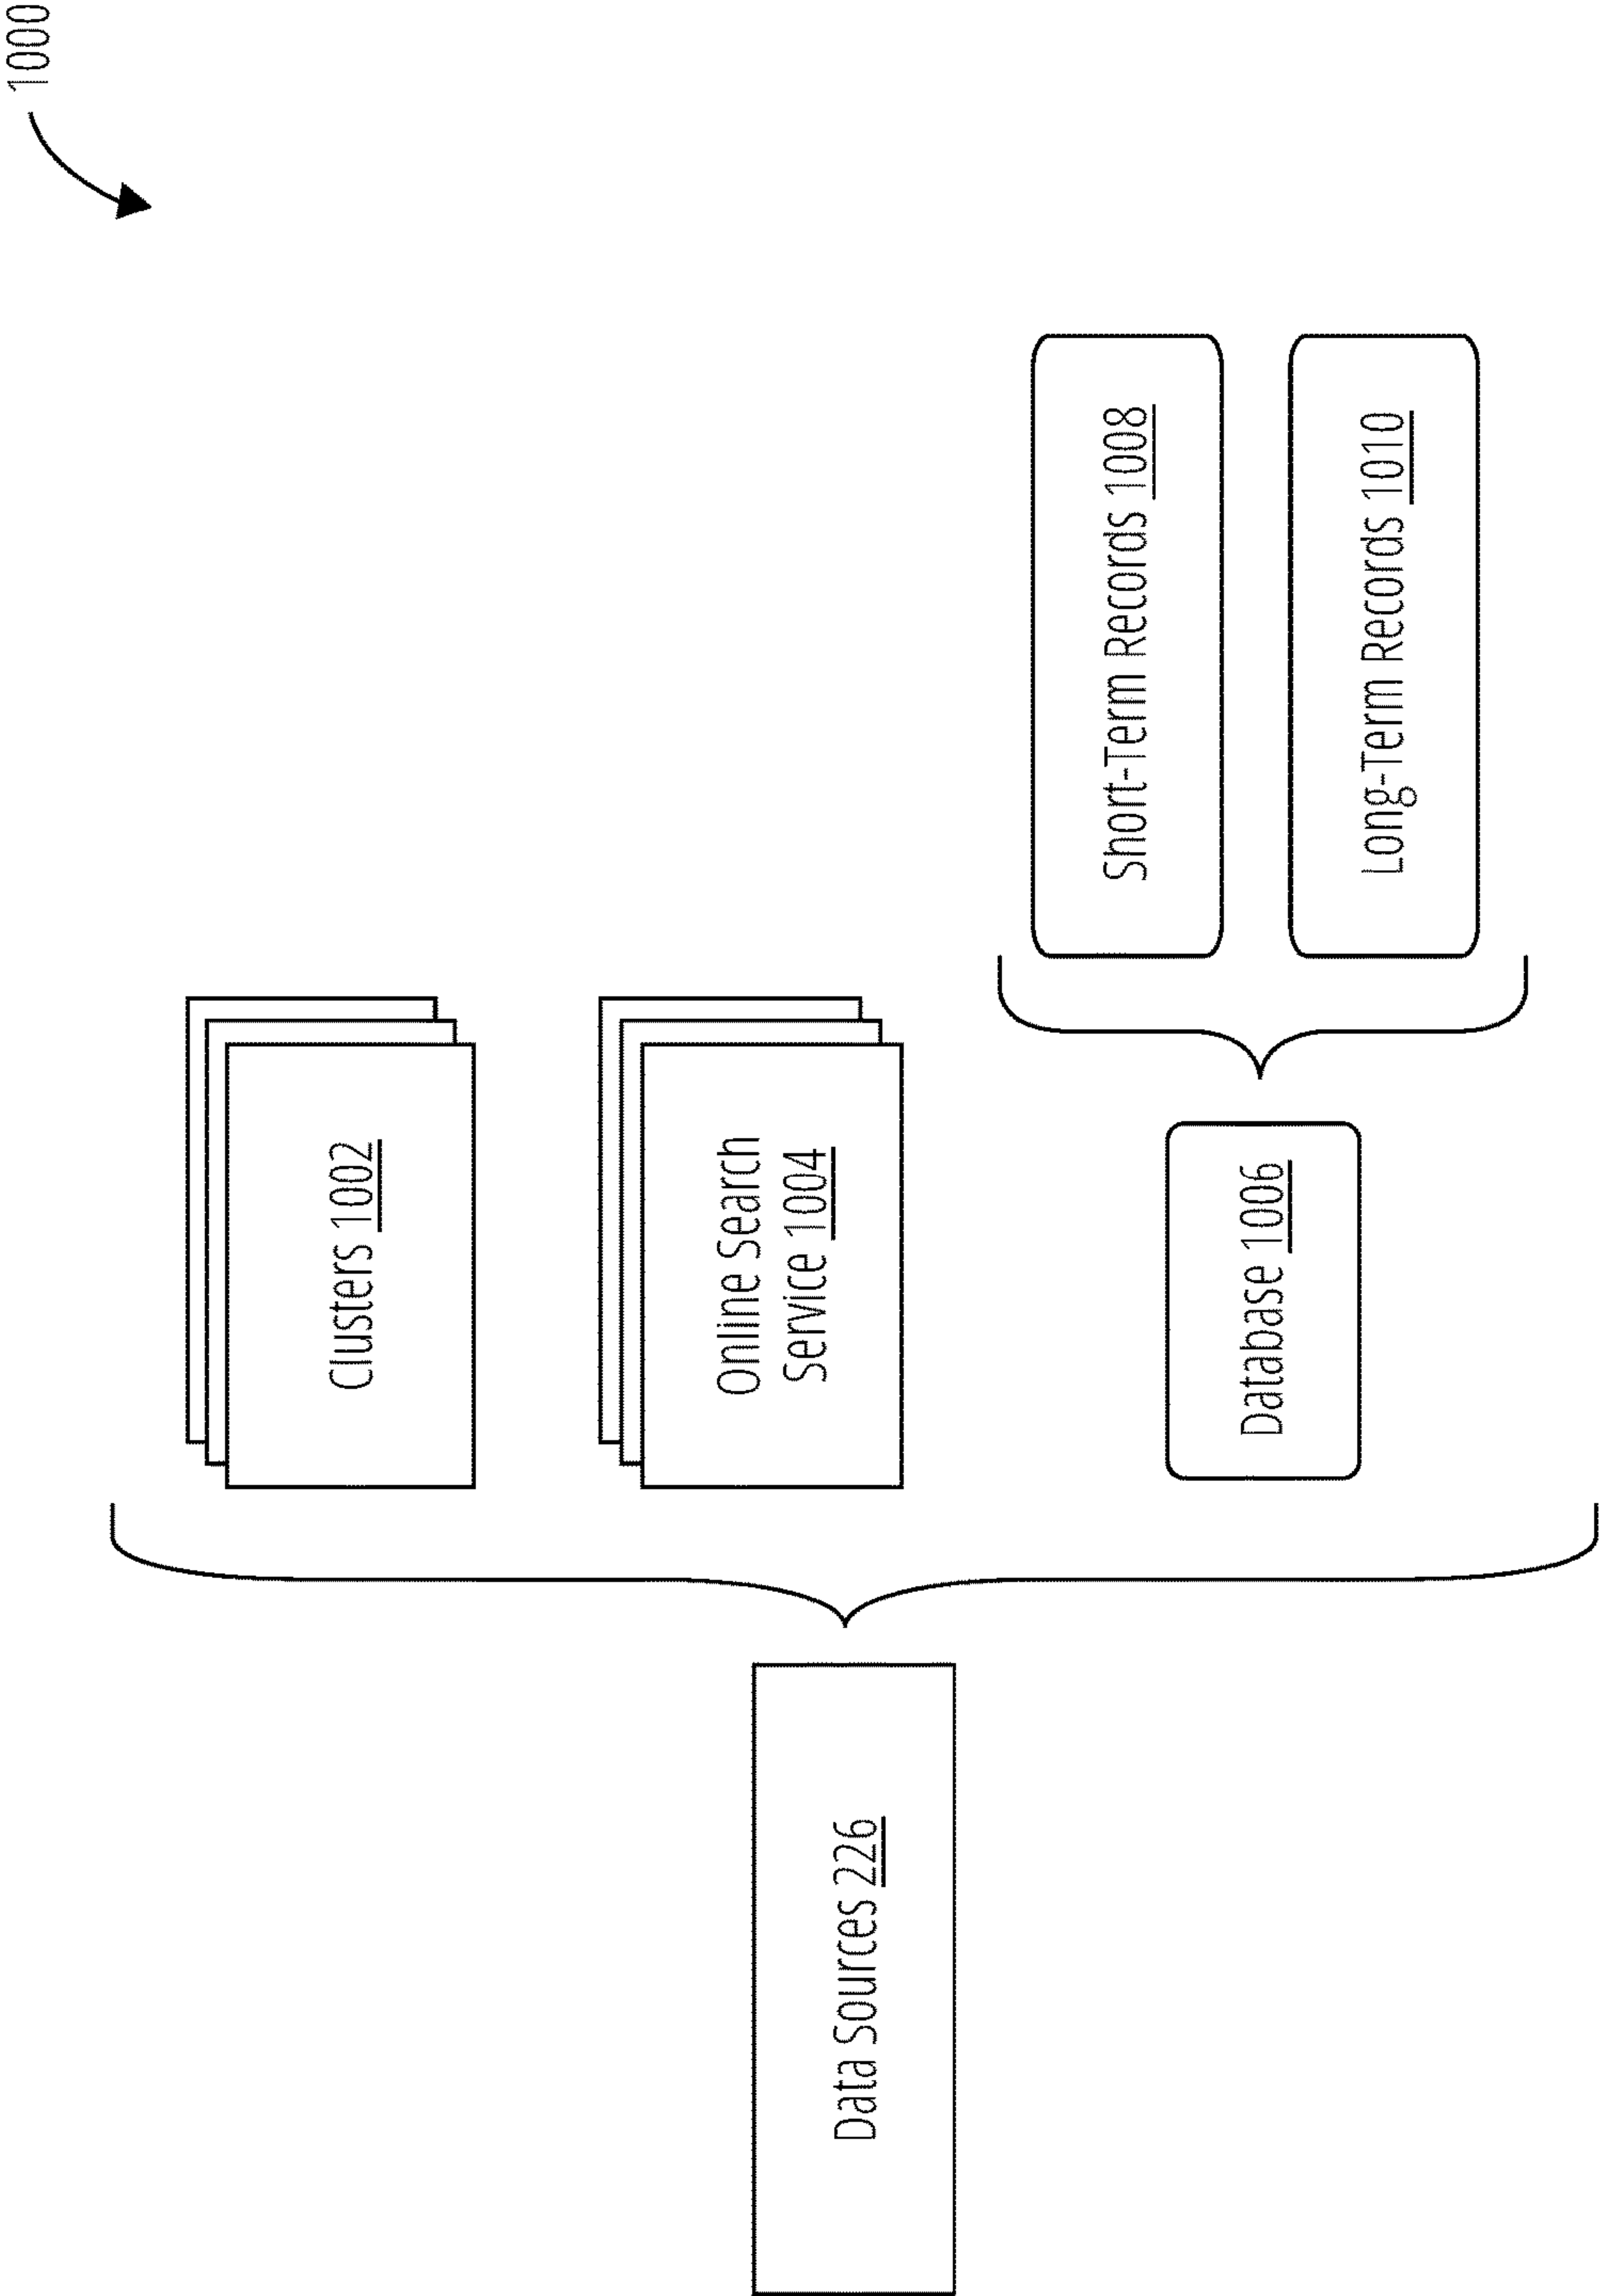 1000
Clusters 1002
Online Search
Service 1004
Data Sources 226
Database 1006
Short-Term Records 1008
Long-Term Records 1010